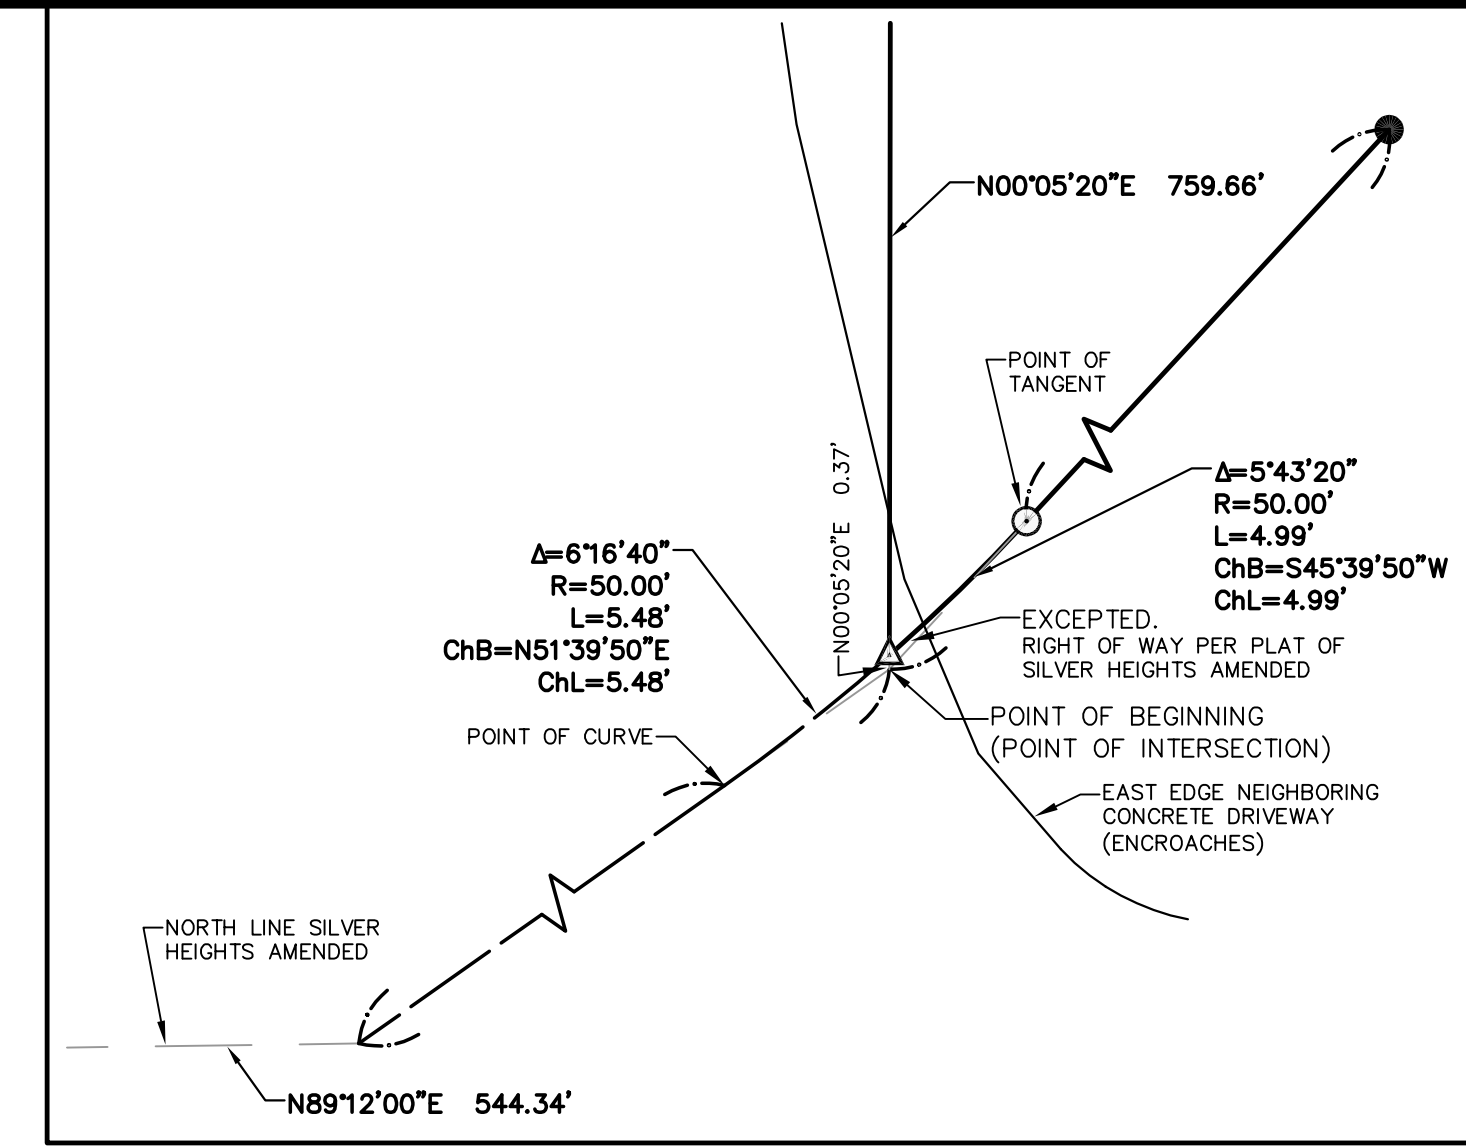 N00°05'20"E 759.66'
POINT OF
TANGENT
N00°05'20"E 0.37'
Δ=5°43'20"
R=50.00'
L=4.99'
ChB=S45°39'50"W
ChL=4.99'
Δ=6°16'40"
R=50.00'
L=5.48'
ChB=N51°39'50"E
ChL=5.48'
EXCEPTED.
RIGHT OF WAY PER PLAT OF
SILVER HEIGHTS AMENDED
POINT OF BEGINNING
(POINT OF INTERSECTION)
POINT OF CURVE
EAST EDGE NEIGHBORING
CONCRETE DRIVEWAY
(ENCROACHES)
NORTH LINE SILVER
HEIGHTS AMENDED
N89°12'00"E 544.34'